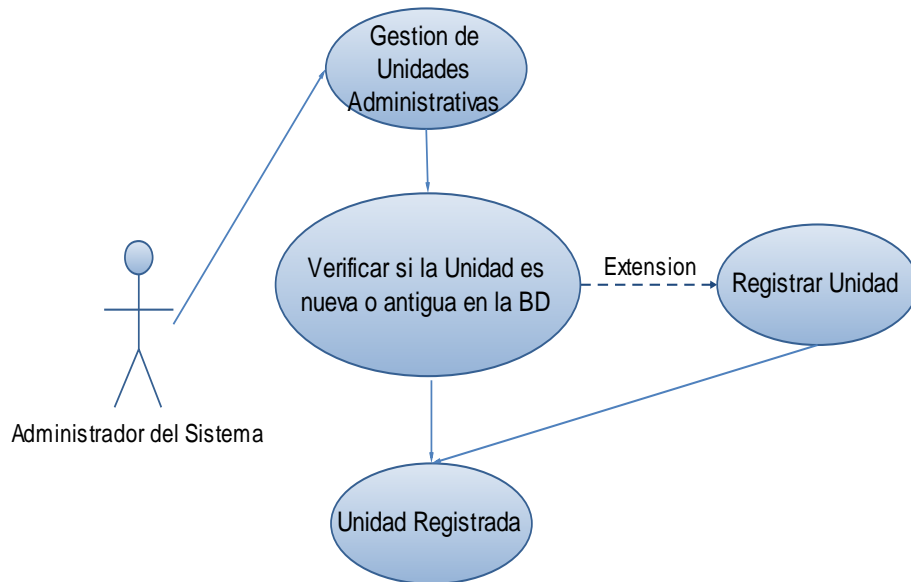 Gestion de
Unidades
Administrativas
Verificar si la Unidad es
nueva o antigua en la BD
Extension
Registrar Unidad
Administrador del Sistema
Unidad Registrada